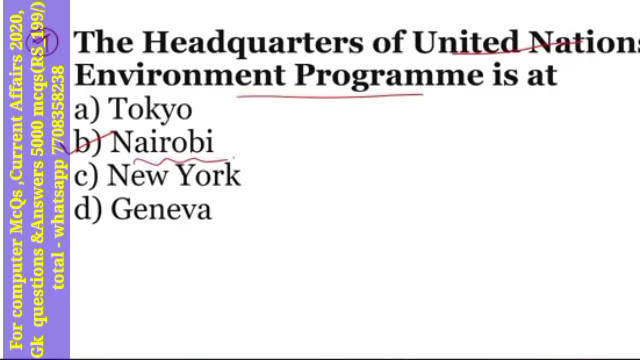 For computer McQs ,Current Affairs 2020,
Gk questions &Answers 5000 mcqs(RS 199/)
total - whatsapp 7708358238
The Headquarters of United Nations
Environment Programme is at
a) Tokyo
b) Nairobi
c) New York
d) Geneva